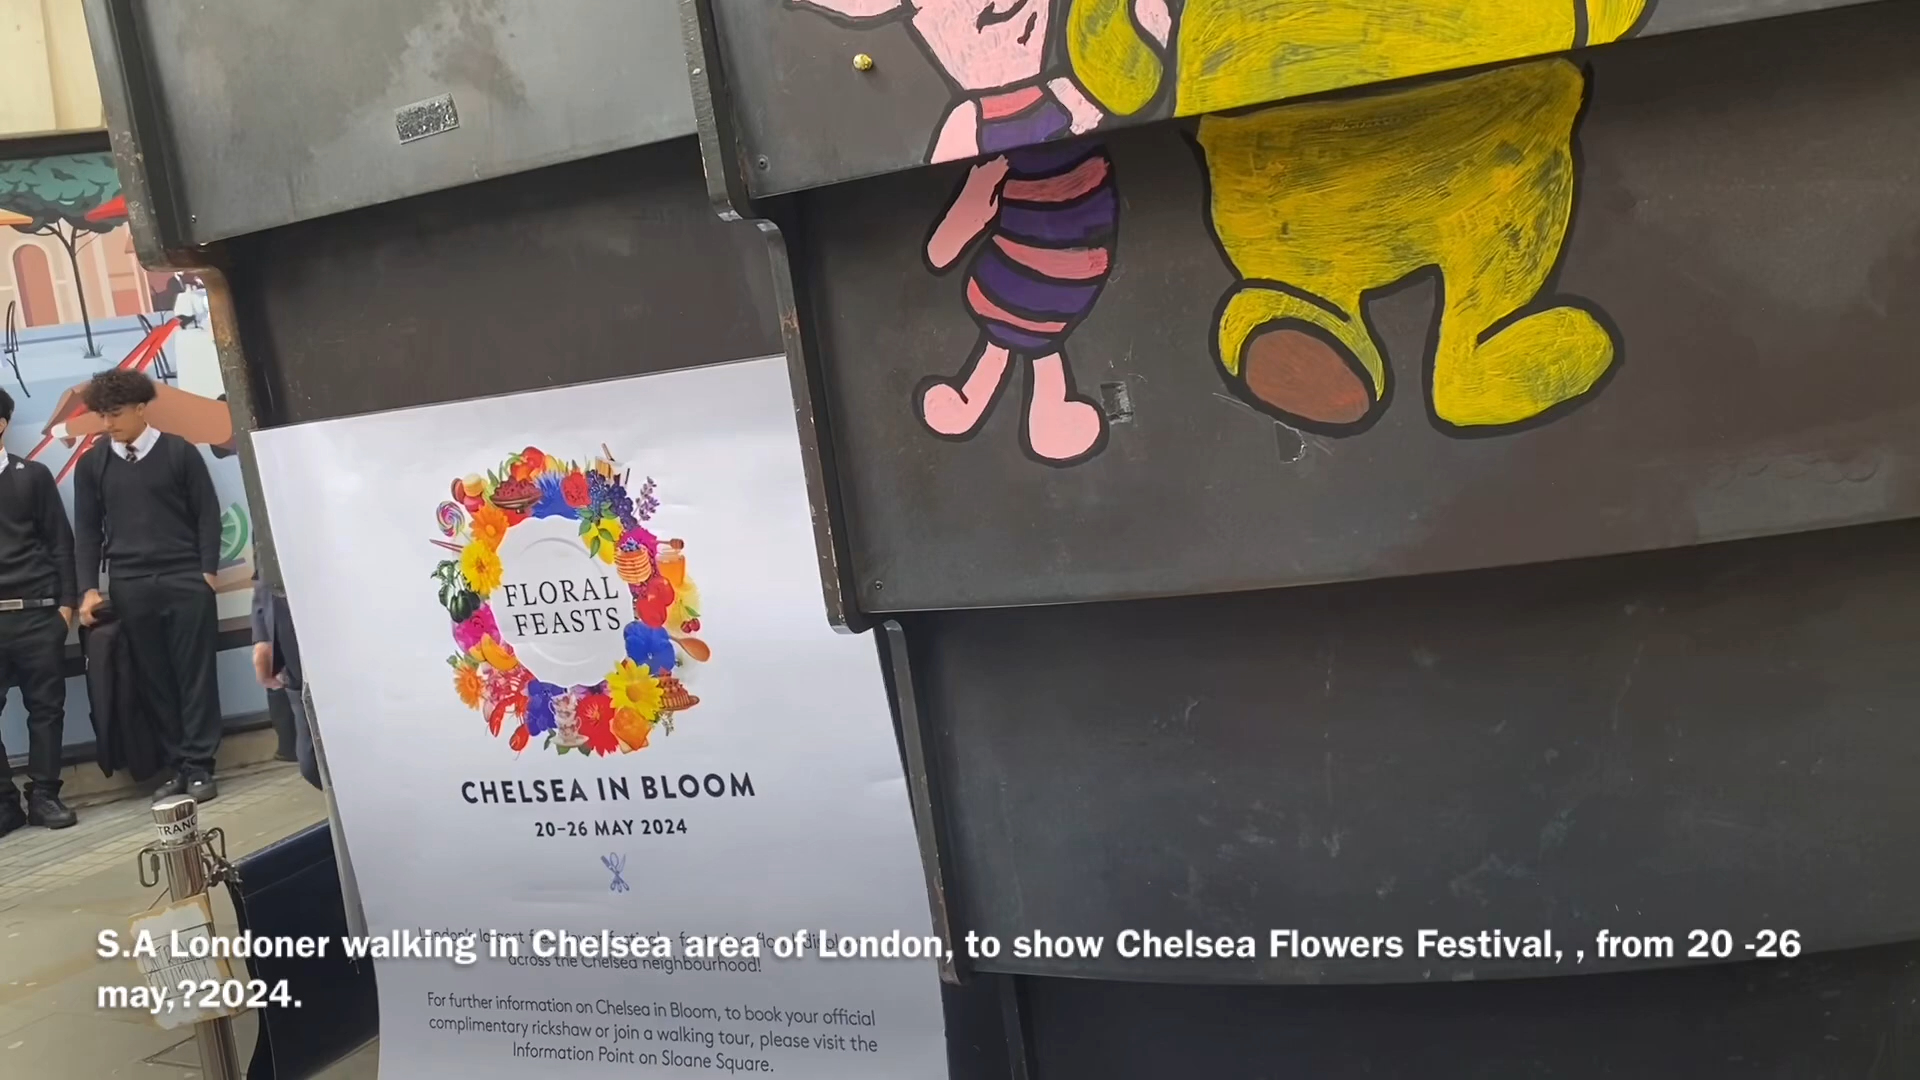 FLORAL
FEASTS
CHELSEA IN BLOOM
20–26 MAY 2024
across the Chelsea neighbourhood!
S.A Londoner walking in Chelsea area of London, to show Chelsea Flowers Festival, , from 20 -26
may,?2024.
For further information on Chelsea in Bloom, to book your official
complimentary rickshaw or join a walking tour, please visit the
Information Point on Sloane Square.
TRANC